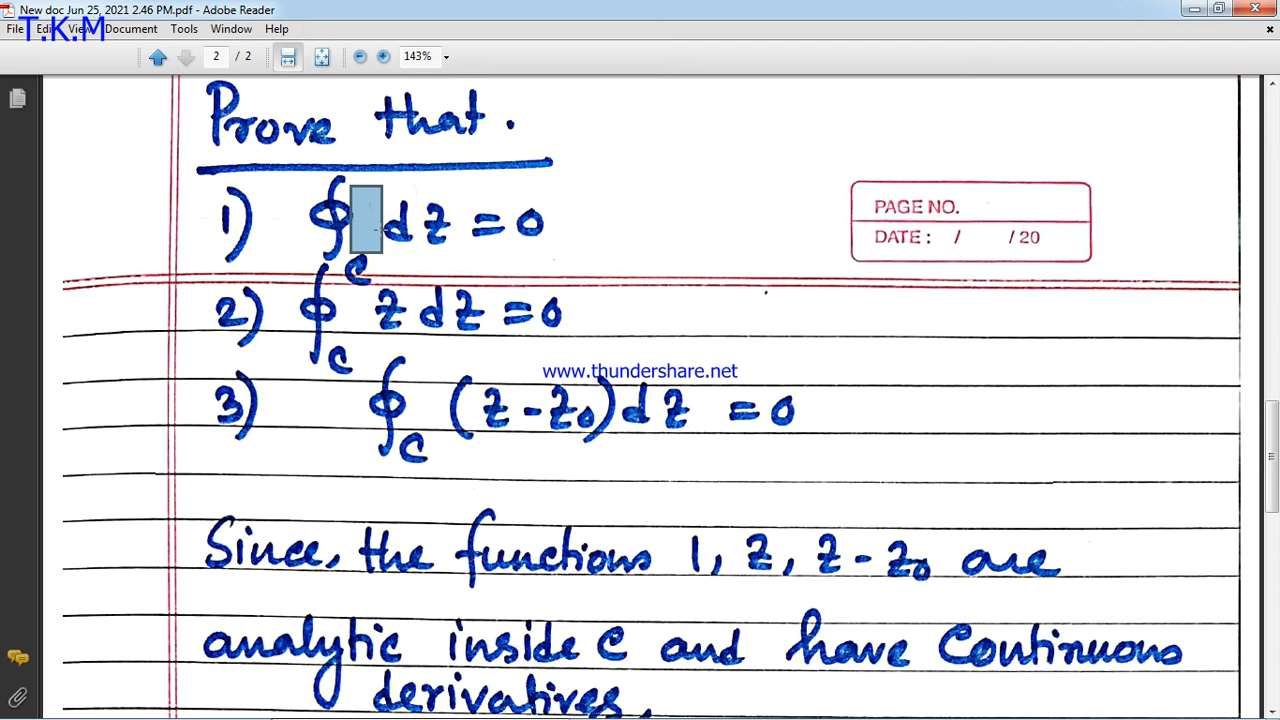 New doc Jun 25, 2021 2.46 PM.pdf - Adobe Reader
T.K.M
File Edit View Document Tools Window Help
2 / 2 143%
Prove that.
PAGE NO.
DATE : / / 20
1) ∮C dz = 0
2) ∮C z dz = 0
www.thundershare.net
3) ∮C (z - z₀) dz = 0
Since, the functions 1, z, z - z₀ are
analytic inside C and have Continuous
derivatives.